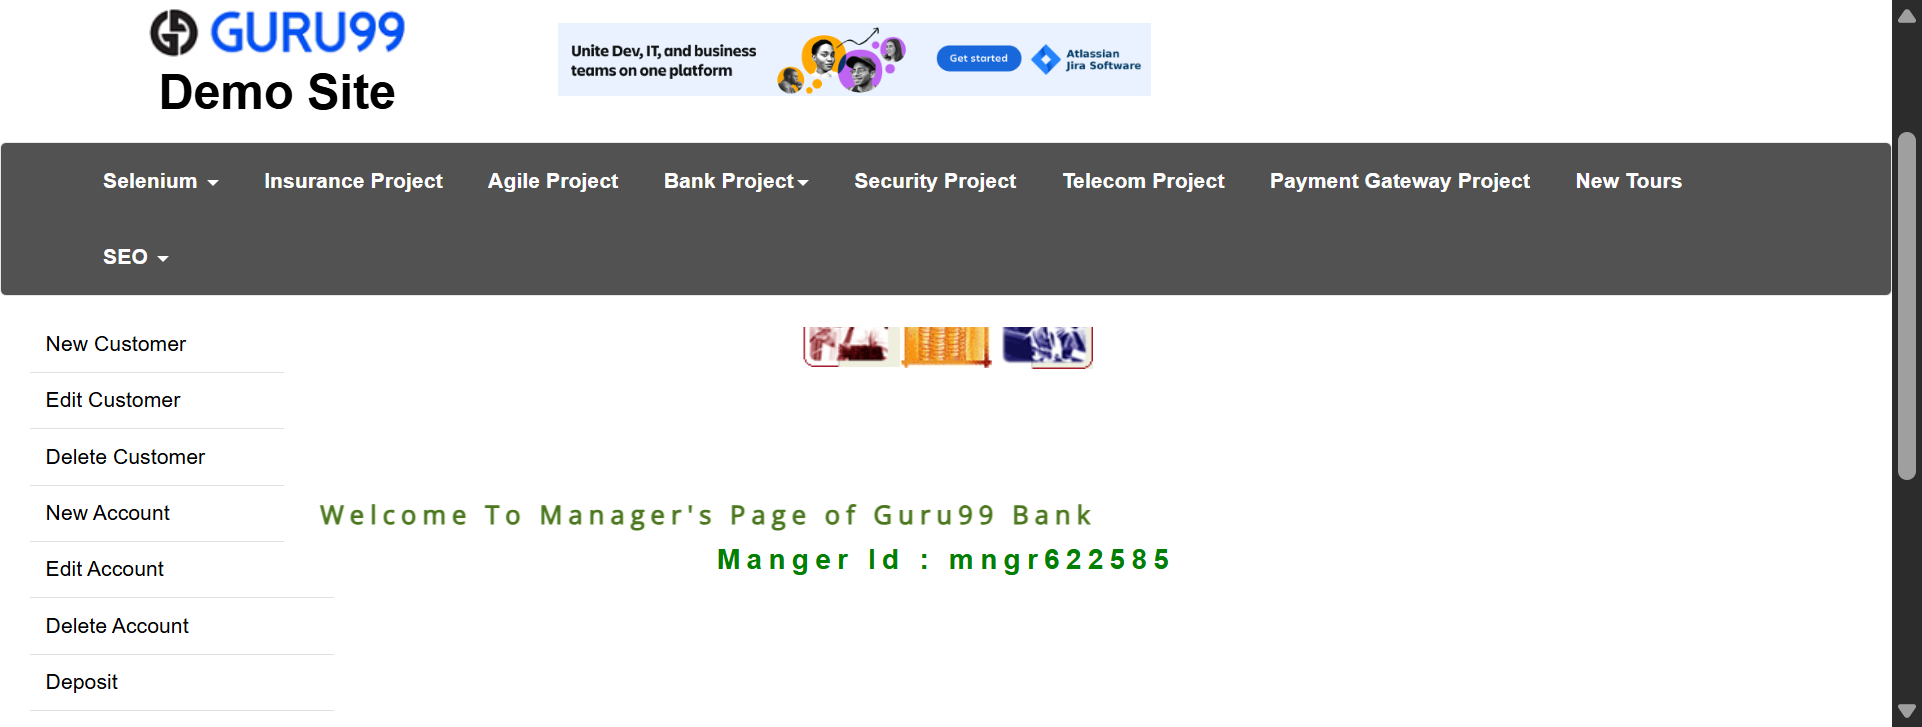 GURU99
Demo Site
Unite Dev, IT, and business
teams on one platform
Get started
Atlassian
Jira Software
Selenium
Insurance Project
Agile Project
Bank Project
Security Project
Telecom Project
Payment Gateway Project
New Tours
SEO
New Customer
Edit Customer
Delete Customer
New Account
Edit Account
Delete Account
Deposit
Welcome To Manager's Page of Guru99 Bank
Manger Id : mngr622585